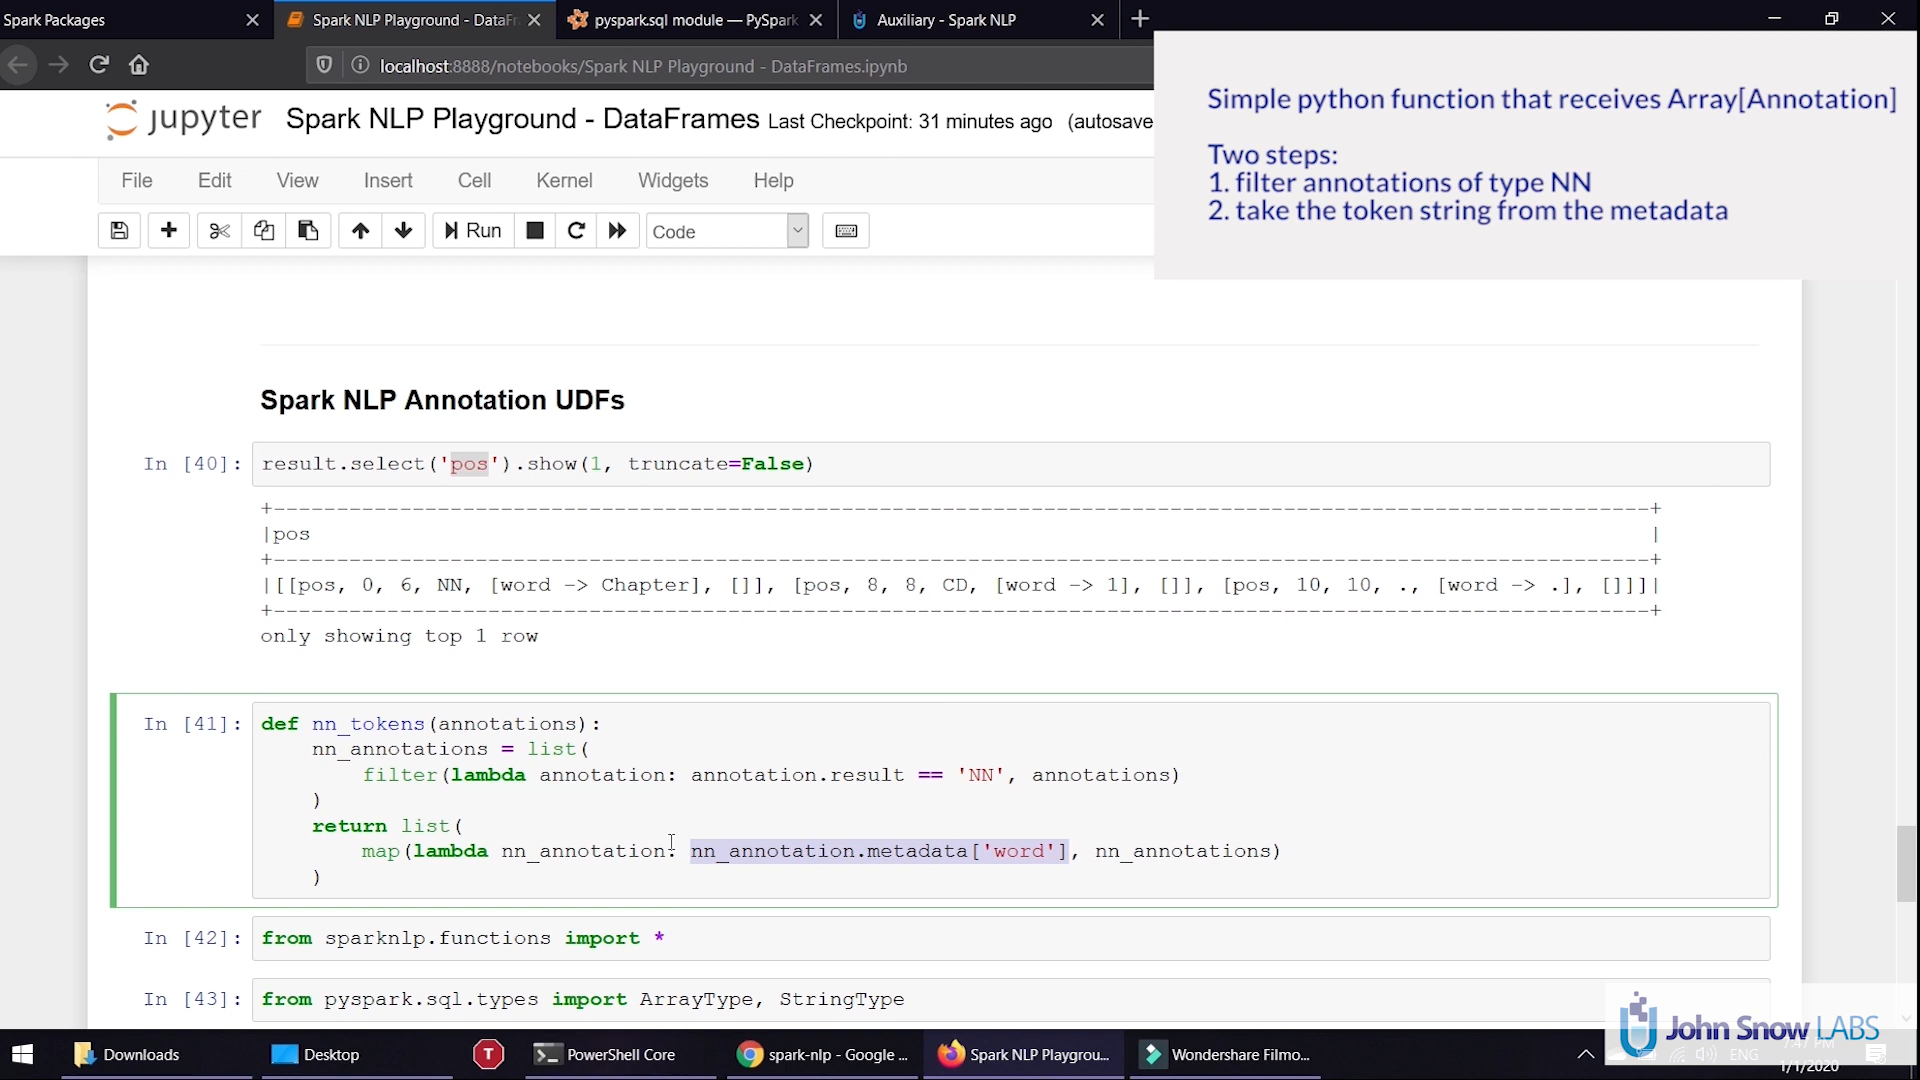 Spark Packages
Spark NLP Playground - DataFr
pyspark.sql module — PySpark
Auxiliary - Spark NLP
localhost:8888/notebooks/Spark NLP Playground - DataFrames.ipynb
Simple python function that receives Array[Annotation]
Two steps:
1. filter annotations of type NN
2. take the token string from the metadata
jupyter Spark NLP Playground - DataFrames Last Checkpoint: 31 minutes ago (autosave
File Edit View Insert Cell Kernel Widgets Help
Run Code
Spark NLP Annotation UDFs
In [40]: result.select('pos').show(1, truncate=False)
|pos |
|[[pos, 0, 6, NN, [word -> Chapter], []], [pos, 8, 8, CD, [word -> 1], []], [pos, 10, 10, ., [word -> .], []]]|
only showing top 1 row
In [41]: def nn_tokens(annotations):
nn_annotations = list(
filter(lambda annotation: annotation.result == 'NN', annotations)
)
return list(
map(lambda nn_annotation: nn_annotation.metadata['word'], nn_annotations)
)
In [42]: from sparknlp.functions import *
In [43]: from pyspark.sql.types import ArrayType, StringType
John Snow LABS
Downloads
Desktop
T
PowerShell Core
spark-nlp - Google ...
Spark NLP Playgrou...
Wondershare Filmo...
ENG
7:47 PM
1/1/2020